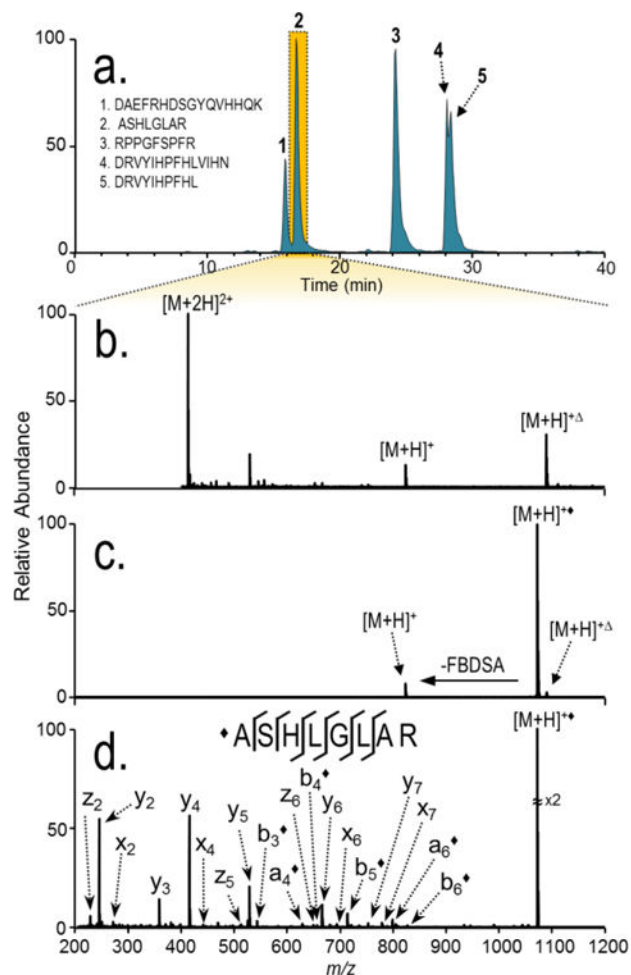 a.
100
50
0
1
2
3
4
5
1. DAEFRHDSGYQVHHQK
2. ASHLGLAR
3. RPPGFSPFR
4. DRVYIHPFHLVIHN
5. DRVYIHPFHL
0 10 20 30 40
Time (min)
Relative Abundance
b.
100
50
0
[M+2H]2+
[M+H]+
[M+H]+Δ
c.
100
50
0
[M+H]+
-FBDSA
[M+H]+♦
[M+H]+Δ
d.
100
50
0
♦ASHLGLAR
[M+H]+♦
≈ x2
z2
y2
x2
y3
y4
x4
z5
y5
b3♦
a4♦
z6
b4♦
y6
x6
b5♦
y7
x7
a6♦
b6♦
200 300 400 500 600 700 800 900 1000 1100 1200
m/z